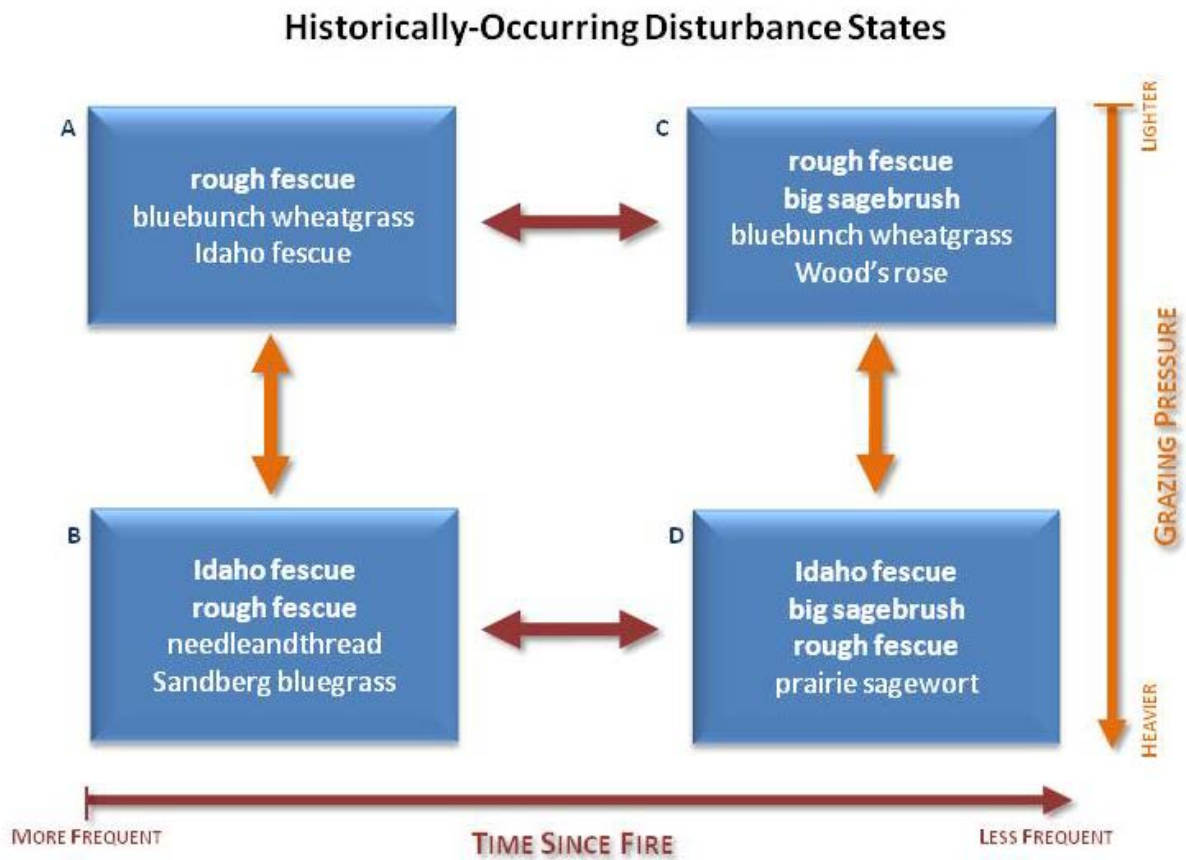 Historically-Occurring Disturbance States
A
rough fescue
bluebunch wheatgrass
Idaho fescue
C
rough fescue
big sagebrush
bluebunch wheatgrass
Wood's rose
LIGHTER
GRAZING PRESSURE
HEAVIER
B
Idaho fescue
rough fescue
needleandthread
Sandberg bluegrass
D
Idaho fescue
big sagebrush
rough fescue
prairie sagewort
MORE FREQUENT
TIME SINCE FIRE
LESS FREQUENT